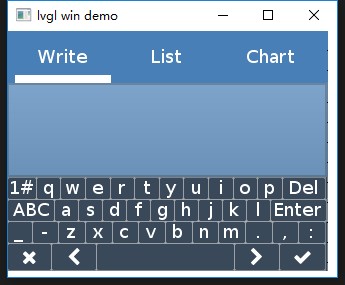 lvgl win demo
Write List Chart
1# q w e r t y u i o p Del
ABC a s d f g h j k l Enter
_ - z x c v b n m . , :